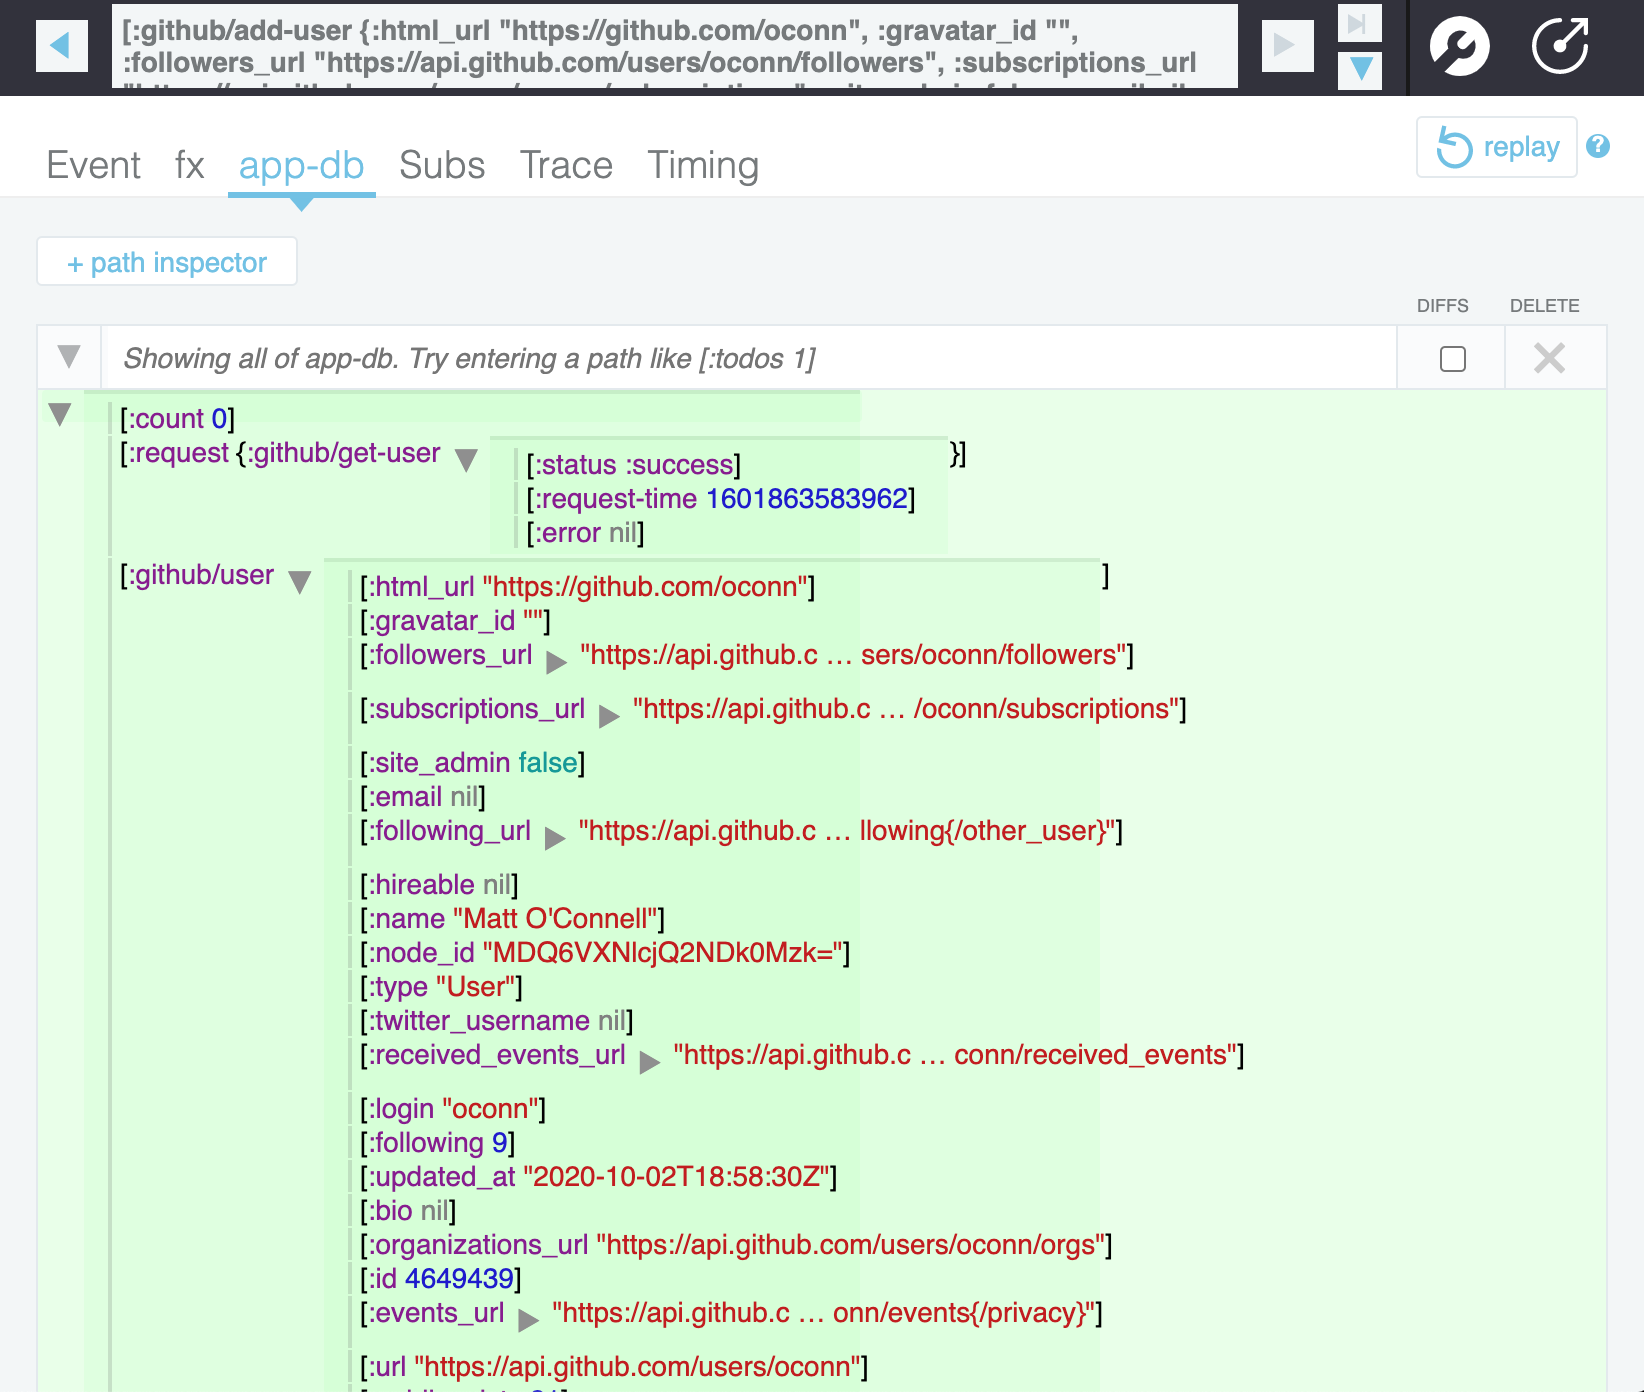 [:github/add-user {:html_url "https://github.com/oconn", :gravatar_id "",
:followers_url "https://api.github.com/users/oconn/followers", :subscriptions_url
Event fx app-db Subs Trace Timing
replay ?
+ path inspector
DIFFS DELETE
Showing all of app-db. Try entering a path like [:todos 1]
[:count 0]
[:request {:github/get-user }]
[:status :success]
[:request-time 1601863583962]
[:error nil]
[:github/user ]
[:html_url "https://github.com/oconn"]
[:gravatar_id ""]
[:followers_url "https://api.github.c … sers/oconn/followers"]
[:subscriptions_url "https://api.github.c … /oconn/subscriptions"]
[:site_admin false]
[:email nil]
[:following_url "https://api.github.c … llowing{/other_user}"]
[:hireable nil]
[:name "Matt O'Connell"]
[:node_id "MDQ6VXNlcjQ2NDk0Mzk="]
[:type "User"]
[:twitter_username nil]
[:received_events_url "https://api.github.c … conn/received_events"]
[:login "oconn"]
[:following 9]
[:updated_at "2020-10-02T18:58:30Z"]
[:bio nil]
[:organizations_url "https://api.github.com/users/oconn/orgs"]
[:id 4649439]
[:events_url "https://api.github.c … onn/events{/privacy}"]
[:url "https://api.github.com/users/oconn"]